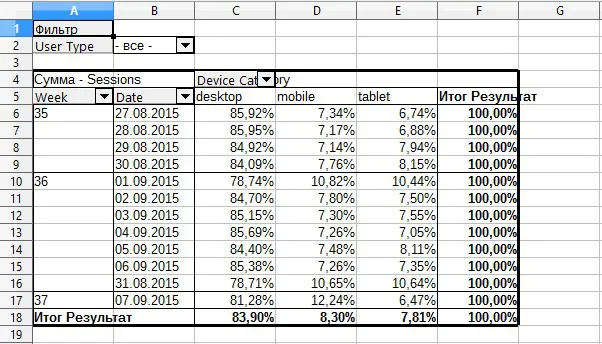 A B C D E F G
1 Фильтр
2 User Type - все -
3
4 Сумма - Sessions Device Category
5 Week Date desktop mobile tablet Итог Результат
6 35 27.08.2015 85,92% 7,34% 6,74% 100,00%
7 28.08.2015 85,95% 7,17% 6,88% 100,00%
8 29.08.2015 84,92% 7,14% 7,94% 100,00%
9 30.08.2015 84,09% 7,76% 8,15% 100,00%
10 36 01.09.2015 78,74% 10,82% 10,44% 100,00%
11 02.09.2015 84,70% 7,80% 7,50% 100,00%
12 03.09.2015 85,15% 7,30% 7,55% 100,00%
13 04.09.2015 85,69% 7,26% 7,05% 100,00%
14 05.09.2015 84,40% 7,48% 8,11% 100,00%
15 06.09.2015 85,38% 7,26% 7,35% 100,00%
16 31.08.2015 78,71% 10,65% 10,64% 100,00%
17 37 07.09.2015 81,28% 12,24% 6,47% 100,00%
18 Итог Результат 83,90% 8,30% 7,81% 100,00%
19